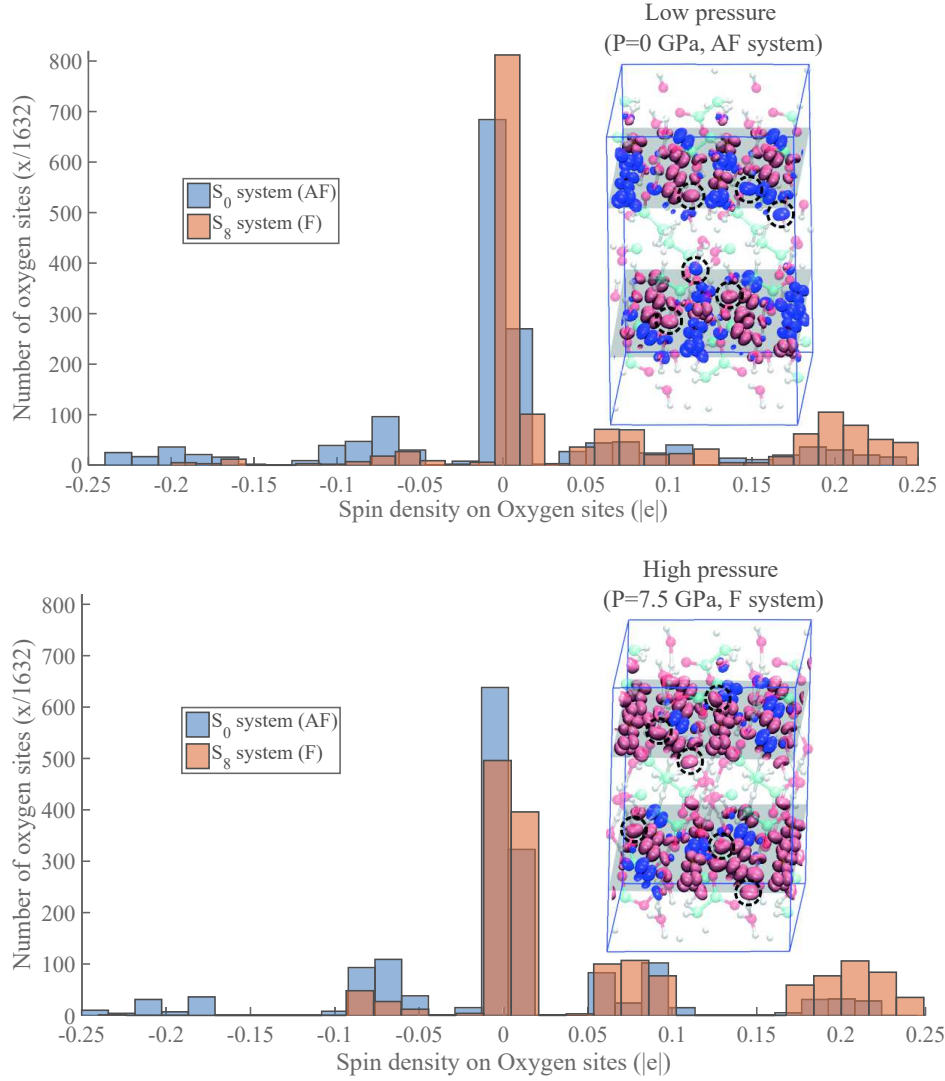 Low pressure
(P=0 GPa, AF system)
800
700
600
500
400
300
200
100
0
Number of oxygen sites (x/1632)
S0 system (AF)
S8 system (F)
-0.25 -0.2 -0.15 -0.1 -0.05 0 0.05 0.1 0.15 0.2 0.25
Spin density on Oxygen sites (|e|)
High pressure
(P=7.5 GPa, F system)
800
700
600
500
400
300
200
100
0
Number of oxygen sites (x/1632)
S0 system (AF)
S8 system (F)
-0.25 -0.2 -0.15 -0.1 -0.05 0 0.05 0.1 0.15 0.2 0.25
Spin density on Oxygen sites (|e|)